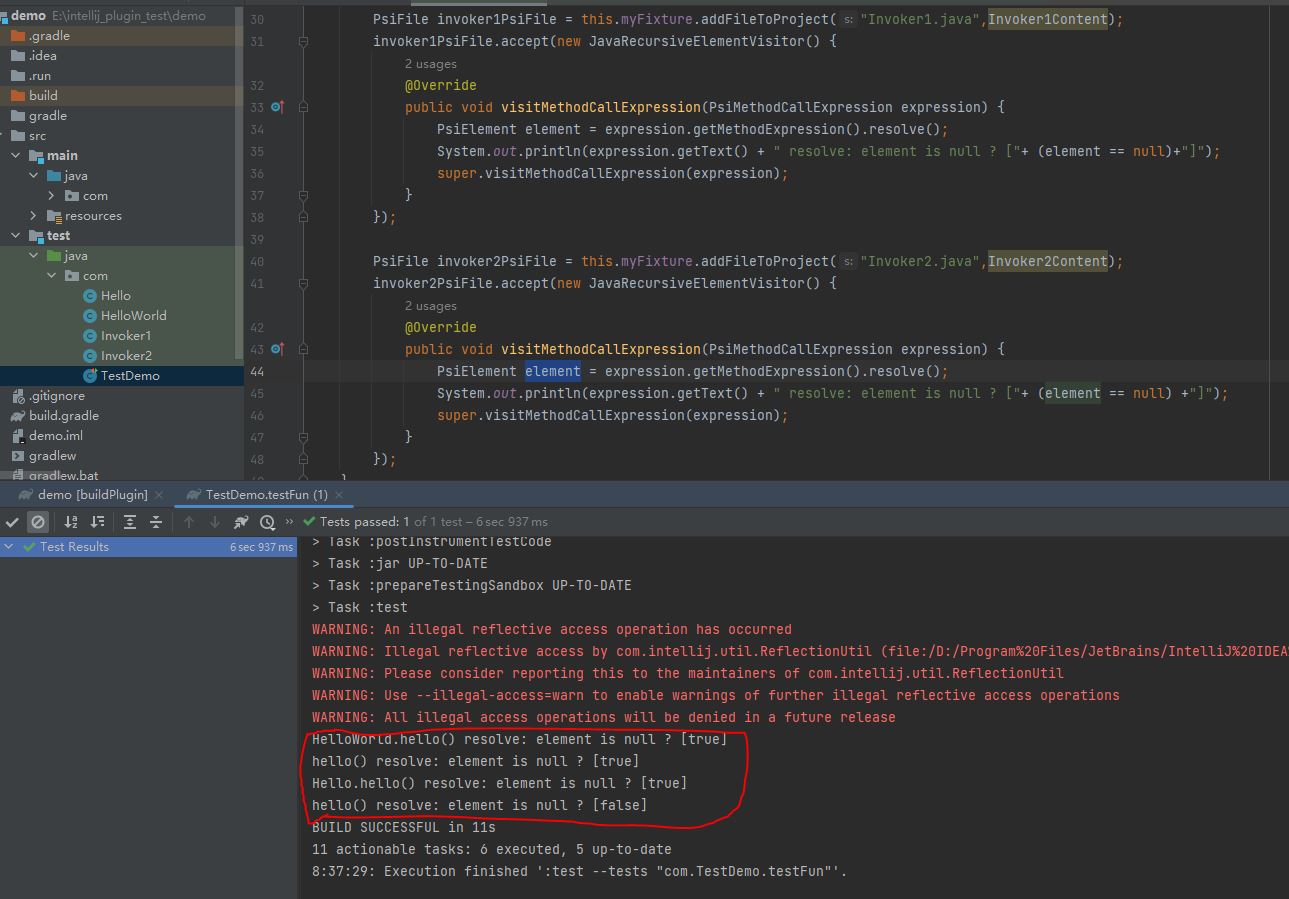 demo E:\intellij_plugin_test\demo
.gradle
.idea
.run
build
gradle
src
main
java
com
resources
test
java
com
Hello
HelloWorld
Invoker1
Invoker2
TestDemo
.gitignore
build.gradle
demo.iml
gradlew
gradlew.bat
30 PsiFile invoker1PsiFile = this.myFixture.addFileToProject( s: "Invoker1.java",Invoker1Content);
31 invoker1PsiFile.accept(new JavaRecursiveElementVisitor() {
2 usages
32 @Override
33 public void visitMethodCallExpression(PsiMethodCallExpression expression) {
34 PsiElement element = expression.getMethodExpression().resolve();
35 System.out.println(expression.getText() + " resolve: element is null ? ["+ (element == null)+"]");
36 super.visitMethodCallExpression(expression);
37 }
38 });
39
40 PsiFile invoker2PsiFile = this.myFixture.addFileToProject( s: "Invoker2.java",Invoker2Content);
41 invoker2PsiFile.accept(new JavaRecursiveElementVisitor() {
2 usages
42 @Override
43 public void visitMethodCallExpression(PsiMethodCallExpression expression) {
44 PsiElement element = expression.getMethodExpression().resolve();
45 System.out.println(expression.getText() + " resolve: element is null ? ["+ (element == null) +"]");
46 super.visitMethodCallExpression(expression);
47 }
48 });
demo [buildPlugin] TestDemo.testFun (1)
Tests passed: 1 of 1 test – 6 sec 937 ms
Test Results 6 sec 937 ms
> Task :postInstrumentTestCode
> Task :jar UP-TO-DATE
> Task :prepareTestingSandbox UP-TO-DATE
> Task :test
WARNING: An illegal reflective access operation has occurred
WARNING: Illegal reflective access by com.intellij.util.ReflectionUtil (file:/D:/Program%20Files/JetBrains/IntelliJ%20IDEA%
WARNING: Please consider reporting this to the maintainers of com.intellij.util.ReflectionUtil
WARNING: Use --illegal-access=warn to enable warnings of further illegal reflective access operations
WARNING: All illegal access operations will be denied in a future release
HelloWorld.hello() resolve: element is null ? [true]
hello() resolve: element is null ? [true]
Hello.hello() resolve: element is null ? [true]
hello() resolve: element is null ? [false]
BUILD SUCCESSFUL in 11s
11 actionable tasks: 6 executed, 5 up-to-date
8:37:29: Execution finished ':test --tests "com.TestDemo.testFun"'.